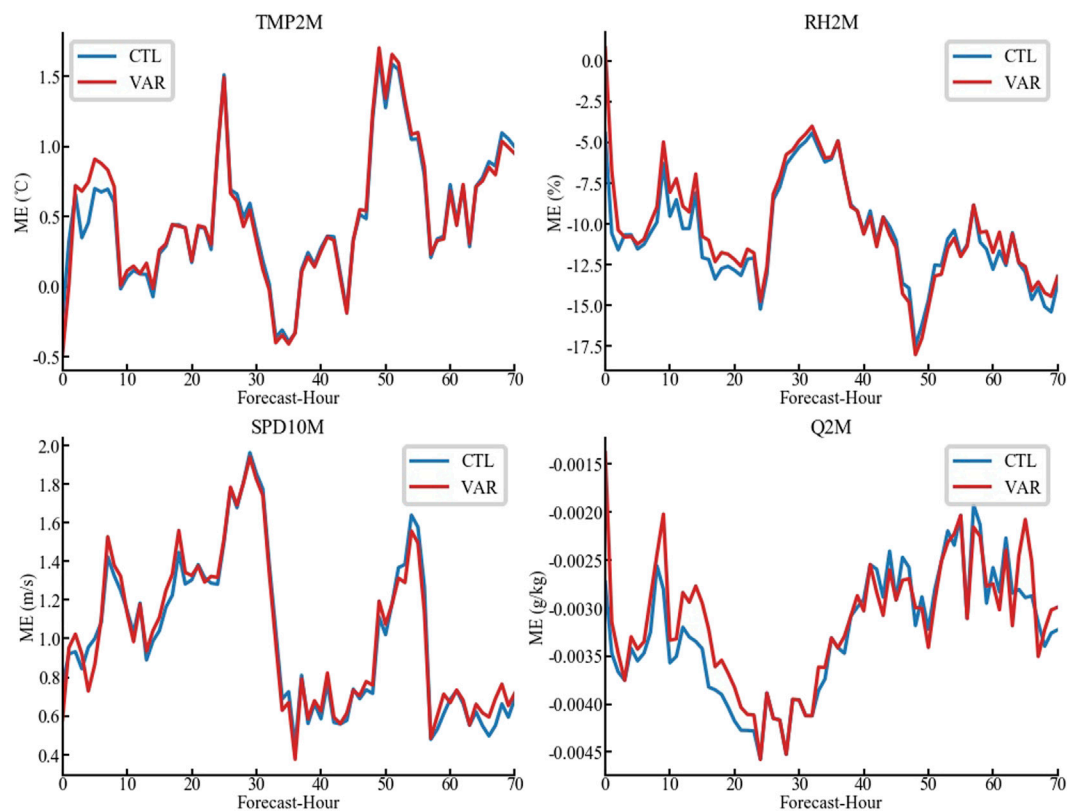 TMP2M
CTL
VAR
ME (℃)
1.5
1.0
0.5
0.0
-0.5
0 10 20 30 40 50 60 70
Forecast-Hour
RH2M
CTL
VAR
ME (%)
0.0
-2.5
-5.0
-7.5
-10.0
-12.5
-15.0
-17.5
0 10 20 30 40 50 60 70
Forecast-Hour
SPD10M
CTL
VAR
ME (m/s)
2.0
1.8
1.6
1.4
1.2
1.0
0.8
0.6
0.4
0 10 20 30 40 50 60 70
Forecast-Hour
Q2M
CTL
VAR
ME (g/kg)
-0.0015
-0.0020
-0.0025
-0.0030
-0.0035
-0.0040
-0.0045
0 10 20 30 40 50 60 70
Forecast-Hour